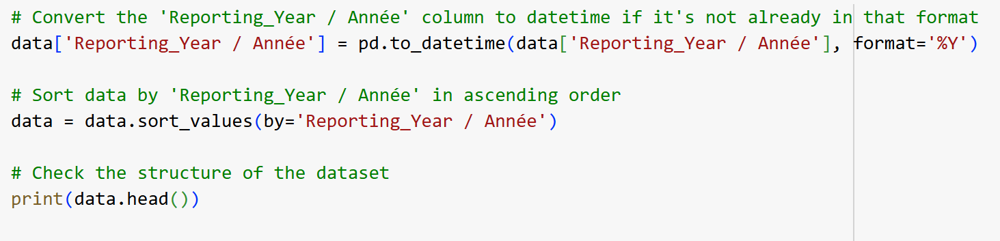 # Convert the 'Reporting_Year / Année' column to datetime if it's not already in that format
data['Reporting_Year / Année'] = pd.to_datetime(data['Reporting_Year / Année'], format='%Y')
# Sort data by 'Reporting_Year / Année' in ascending order
data = data.sort_values(by='Reporting_Year / Année')
# Check the structure of the dataset
print(data.head())